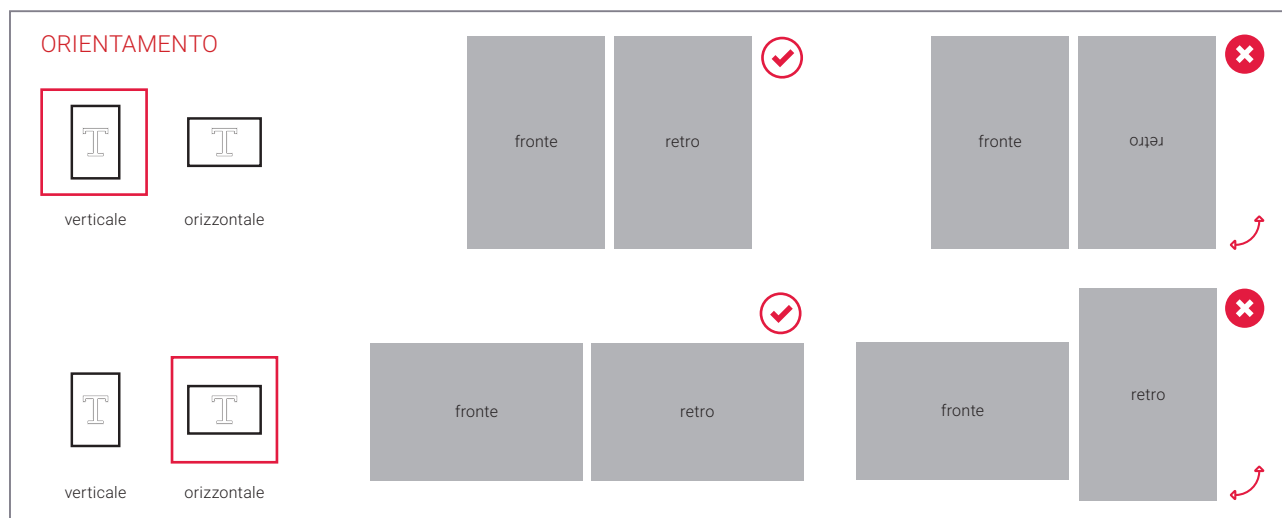 ORIENTAMENTO
T
T
verticale
orizzontale
fronte
retro
fronte
retro
T
T
verticale
orizzontale
fronte
retro
fronte
retro